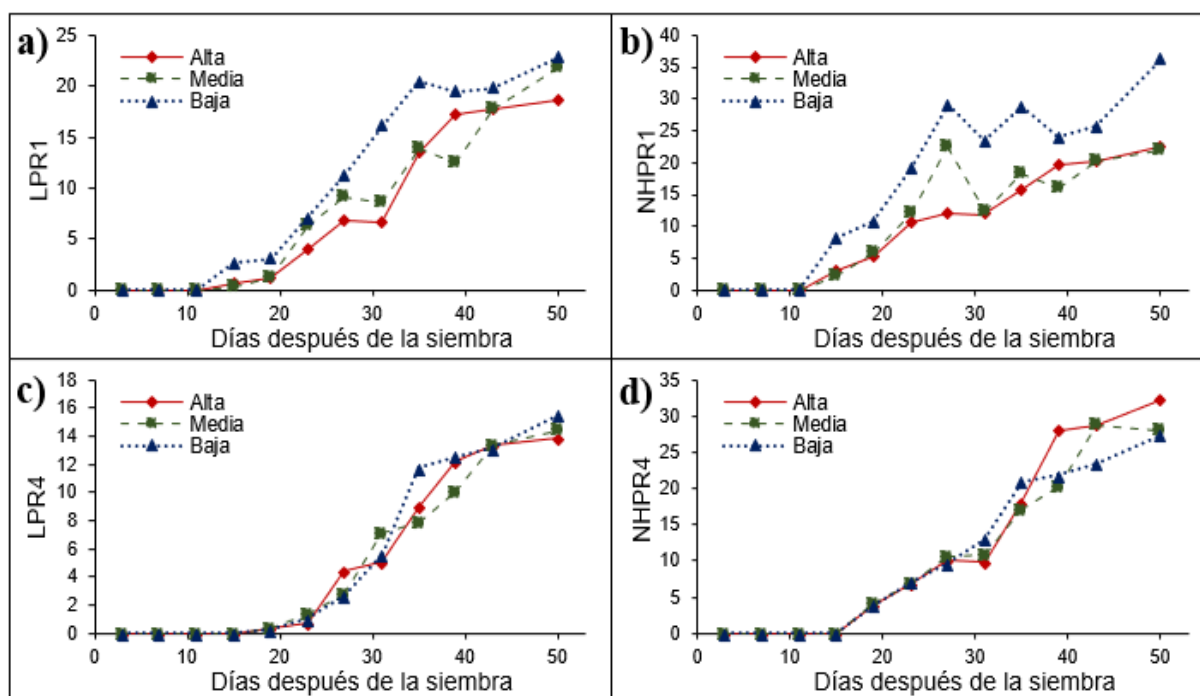 a)
25
20
15
10
5
0
LPR1
Alta
Media
Baja
0 10 20 30 40 50
Días después de la siembra
b)
40
35
30
25
20
15
10
5
0
NHPR1
Alta
Media
Baja
0 10 20 30 40 50
Días después de la siembra
c)
18
16
14
12
10
8
6
4
2
0
LPR4
Alta
Media
Baja
0 10 20 30 40 50
Días después de la siembra
d)
35
30
25
20
15
10
5
0
NHPR4
Alta
Media
Baja
0 10 20 30 40 50
Días después de la siembra